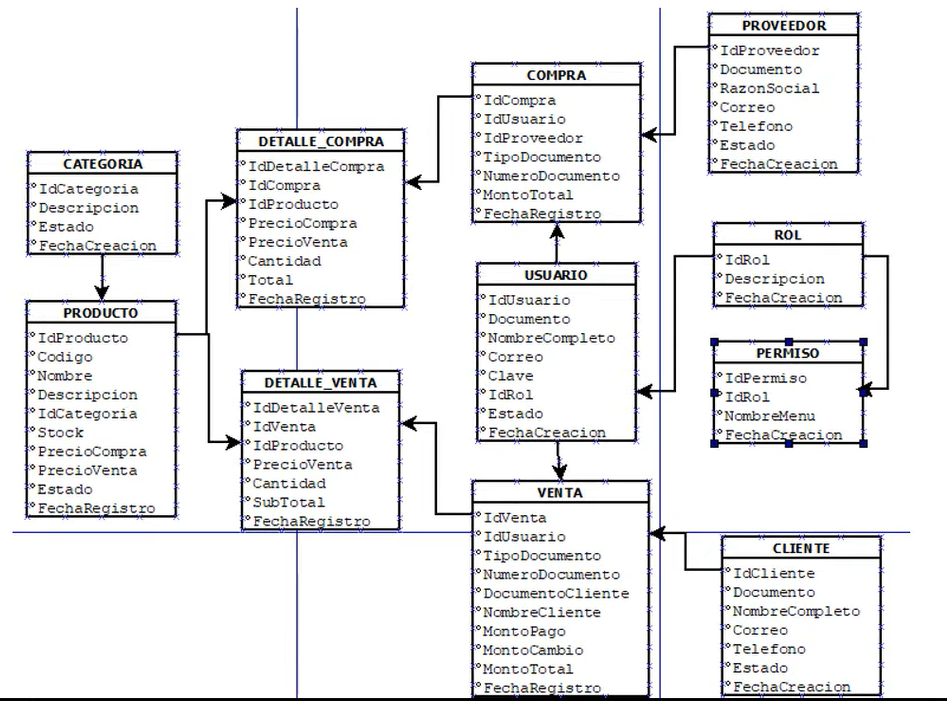 PROVEEDOR
IdProveedor
Documento
RazonSocial
Correo
Telefono
Estado
FechaCreacion
COMPRA
IdCompra
IdUsuario
IdProveedor
TipoDocumento
NumeroDocumento
MontoTotal
FechaRegistro
DETALLE_COMPRA
IdDetalleCompra
IdCompra
IdProducto
PrecioCompra
PrecioVenta
Cantidad
Total
FechaRegistro
CATEGORIA
IdCategoria
Descripcion
Estado
FechaCreacion
ROL
IdRol
Descripcion
FechaCreacion
USUARIO
IdUsuario
Documento
NombreCompleto
Correo
Clave
IdRol
Estado
FechaCreacion
PRODUCTO
IdProducto
Codigo
Nombre
Descripcion
IdCategoria
Stock
PrecioCompra
PrecioVenta
Estado
FechaRegistro
PERMISO
IdPermiso
IdRol
NombreMenu
FechaCreacion
DETALLE_VENTA
IdDetalleVenta
IdVenta
IdProducto
PrecioVenta
Cantidad
SubTotal
FechaRegistro
VENTA
IdVenta
IdUsuario
TipoDocumento
NumeroDocumento
DocumentoCliente
NombreCliente
MontoPago
MontoCambio
MontoTotal
FechaRegistro
CLIENTE
IdCliente
Documento
NombreCompleto
Correo
Telefono
Estado
FechaCreacion